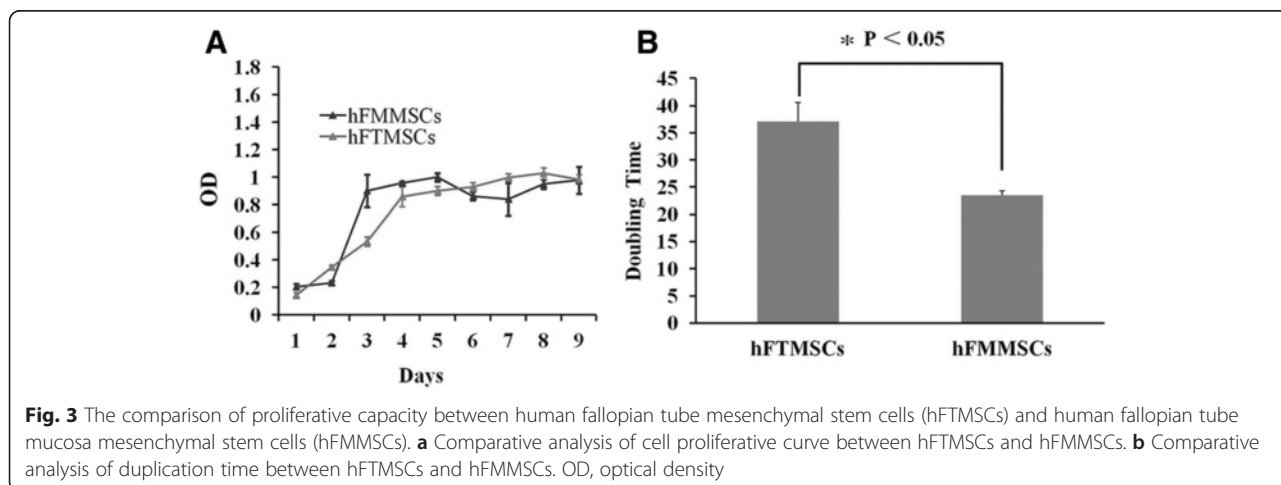 A
1.8
1.6
1.4
1.2
1
0.8
0.6
0.4
0.2
0
OD
hFMMSCs
hFTMSCs
1 2 3 4 5 6 7 8 9
Days
B
* P < 0.05
45
40
35
30
25
20
15
10
5
0
Doubling Time
hFTMSCs hFMMSCs
Fig. 3 The comparison of proliferative capacity between human fallopian tube mesenchymal stem cells (hFTMSCs) and human fallopian tube
mucosa mesenchymal stem cells (hFMMSCs). a Comparative analysis of cell proliferative curve between hFTMSCs and hFMMSCs. b Comparative
analysis of duplication time between hFTMSCs and hFMMSCs. OD, optical density